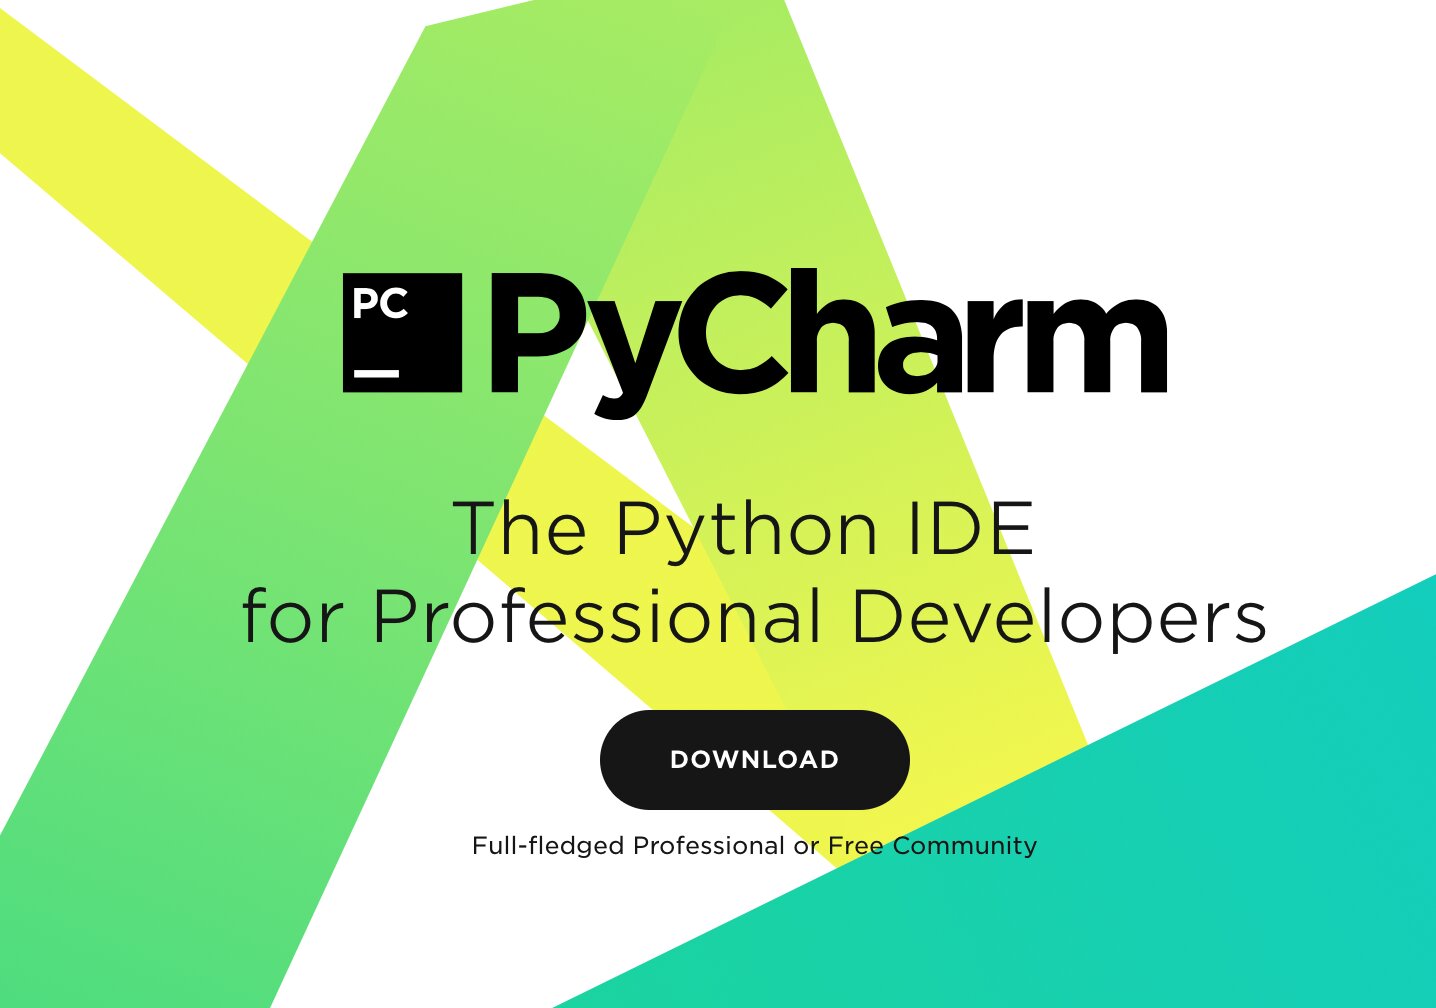 PC
PyCharm
The Python IDE
for Professional Developers
DOWNLOAD
Full-fledged Professional or Free Community